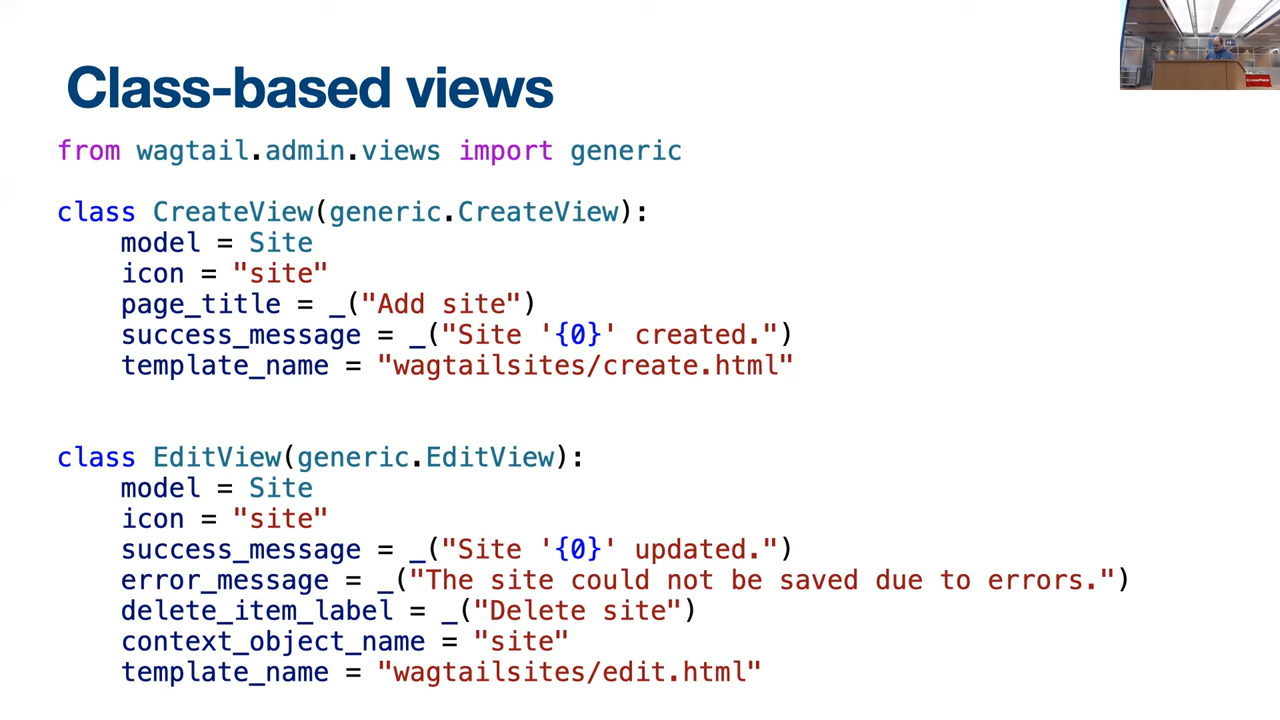 Class-based views
from wagtail.admin.views import generic
class CreateView(generic.CreateView):
    model = Site
    icon = "site"
    page_title = _("Add site")
    success_message = _("Site '{0}' created.")
    template_name = "wagtailsites/create.html"
class EditView(generic.EditView):
    model = Site
    icon = "site"
    success_message = _("Site '{0}' updated.")
    error_message = _("The site could not be saved due to errors.")
    delete_item_label = _("Delete site")
    context_object_name = "site"
    template_name = "wagtailsites/edit.html"